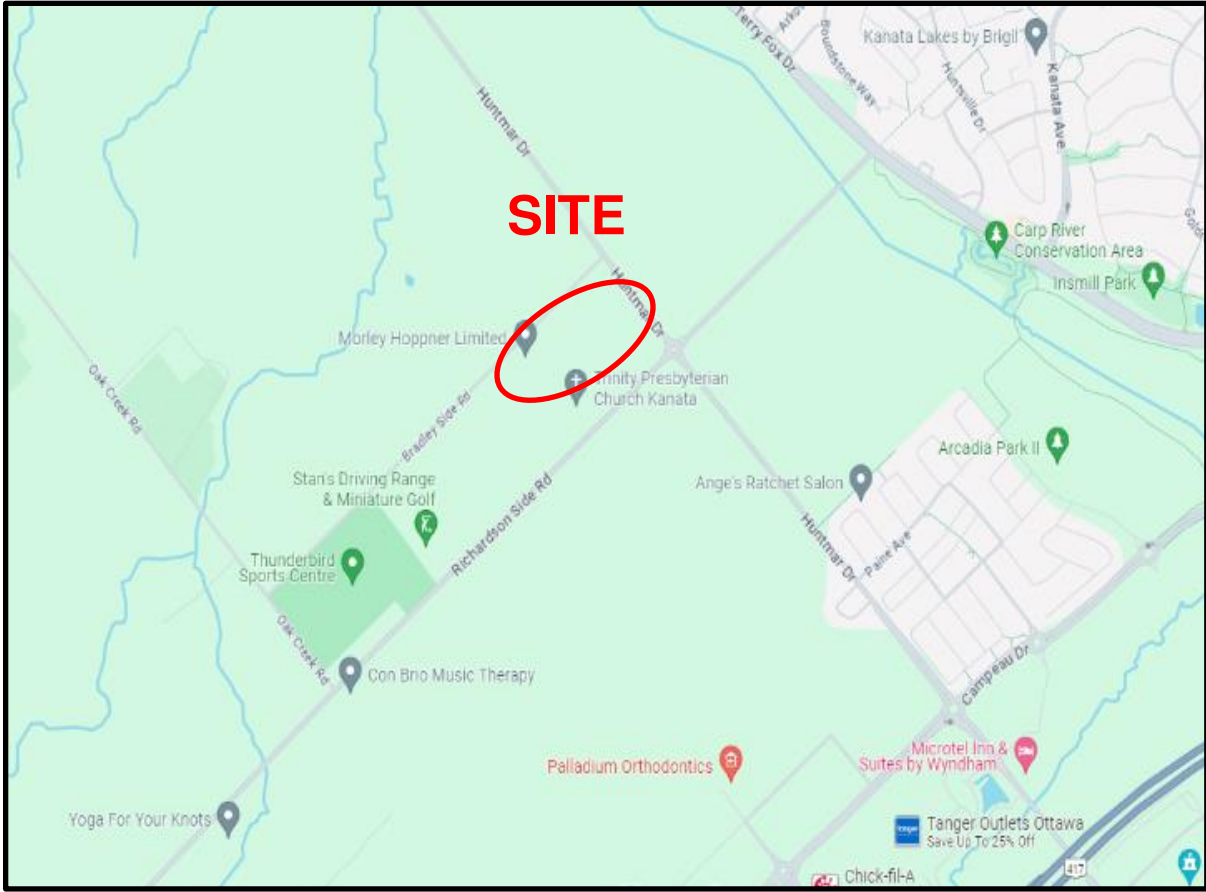 Terry Fox Dr
Boundstone Way
Kanata Lakes by Brigil
Huntsville Dr
Kanata Ave
Huntmar Dr
SITE
Carp River
Conservation Area
Insmill Park
Huntmar Dr
Morley Hoppner Limited
Trinity Presbyterian
Church Kanata
Oak Creek Rd
Bradley Side Rd
Arcadia Park II
Stan's Driving Range
& Miniature Golf
Ange's Ratchet Salon
Richardson Side Rd
Huntmar Dr
Paine Ave
Thunderbird
Sports Centre
Oak Creek Rd
Con Brio Music Therapy
Campeau Dr
Palladium Orthodontics
Microtel Inn &
Suites by Wyndham
Yoga For Your Knots
Tanger
Tanger Outlets Ottawa
Save Up To 25% Off
417
Chick-fil-A